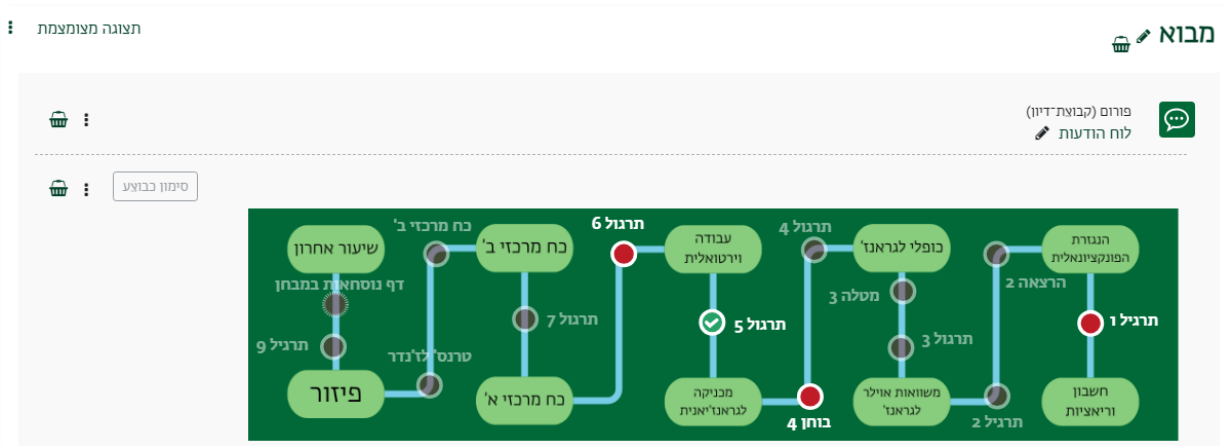 מבוא
תצוגה מצומצמת
פורום (קבוצת־דיון)
לוח הודעות
סימון כבוצע
הנגזרת
הפונקציונאלית
הרצאה 2
תרגיל 1
חשבון
וריאציות
תרגיל 2
כופלי לגראנז'
מטלה 3
תרגול 3
משוואות אוילר
לגראנז'
תרגול 4
בוחן 4
עבודה
וירטואלית
תרגול 5
מכניקה
לגראנז'יאנית
תרגול 6
כח מרכזי ב'
תרגול 7
כח מרכזי א'
כח מרכזי ב'
טרנס' לז'נדר
שיעור אחרון
דף נוסחאות במבחן
תרגיל 9
פיזור